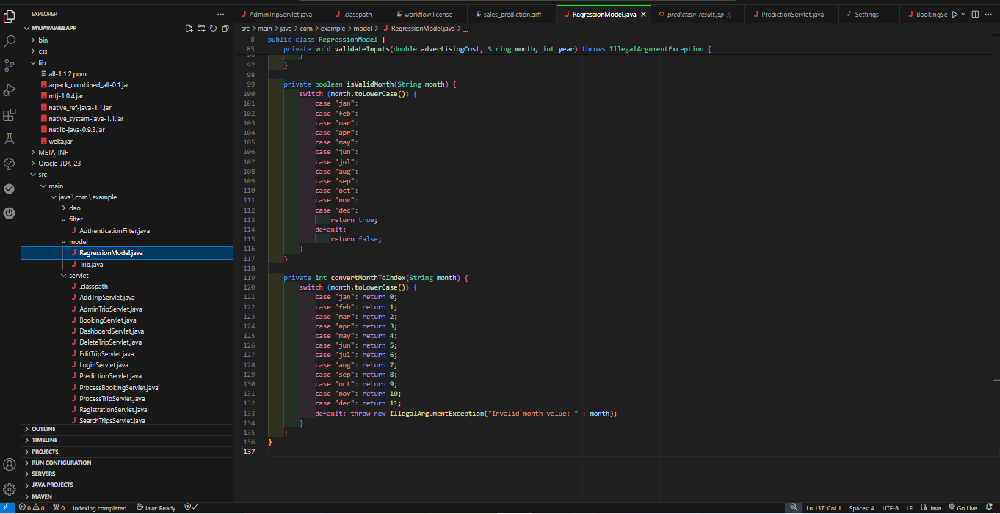 EXPLORER
MYJAVAWEBAPP
bin
css
lib
all-1.1.2.pom
arpack_combined_all-0.1.jar
mtj-1.0.4.jar
native_ref-java-1.1.jar
native_system-java-1.1.jar
netlib-java-0.9.3.jar
weka.jar
META-INF
Oracle_JDK-23
src
main
java\com\example
dao
filter
AuthenticationFilter.java
model
RegressionModel.java
Trip.java
servlet
.classpath
AddTripServlet.java
AdminTripServlet.java
BookingServlet.java
DashboardServlet.java
DeleteTripServlet.java
EditTripServlet.java
LoginServlet.java
PredictionServlet.java
ProcessBookingServlet.java
ProcessTripServlet.java
RegistrationServlet.java
SearchTripsServlet.java
OUTLINE
TIMELINE
PROJECTS
RUN CONFIGURATION
SERVERS
JAVA PROJECTS
MAVEN
AdminTripServlet.java .classpath workflow.license sales_prediction.arff RegressionModel.java prediction_result.jsp .\ PredictionServlet.java Settings BookingSe
src > main > java > com > example > model > RegressionModel.java > ...
8 public class RegressionModel {
85 private void validateInputs(double advertisingCost, String month, int year) throws IllegalArgumentException {
96 }
97 }
98
99 private boolean isValidMonth(String month) {
100 switch (month.toLowerCase()) {
101 case "jan":
102 case "feb":
103 case "mar":
104 case "apr":
105 case "may":
106 case "jun":
107 case "jul":
108 case "aug":
109 case "sep":
110 case "oct":
111 case "nov":
112 case "dec":
113 return true;
114 default:
115 return false;
116 }
117 }
118
119 private int convertMonthToIndex(String month) {
120 switch (month.toLowerCase()) {
121 case "jan": return 0;
122 case "feb": return 1;
123 case "mar": return 2;
124 case "apr": return 3;
125 case "may": return 4;
126 case "jun": return 5;
127 case "jul": return 6;
128 case "aug": return 7;
129 case "sep": return 8;
130 case "oct": return 9;
131 case "nov": return 10;
132 case "dec": return 11;
133 default: throw new IllegalArgumentException("Invalid month value: " + month);
134 }
135 }
136 }
137
0 0 0 Indexing completed. Java: Ready Ln 137, Col 1 Spaces: 4 UTF-8 LF Java Go Live